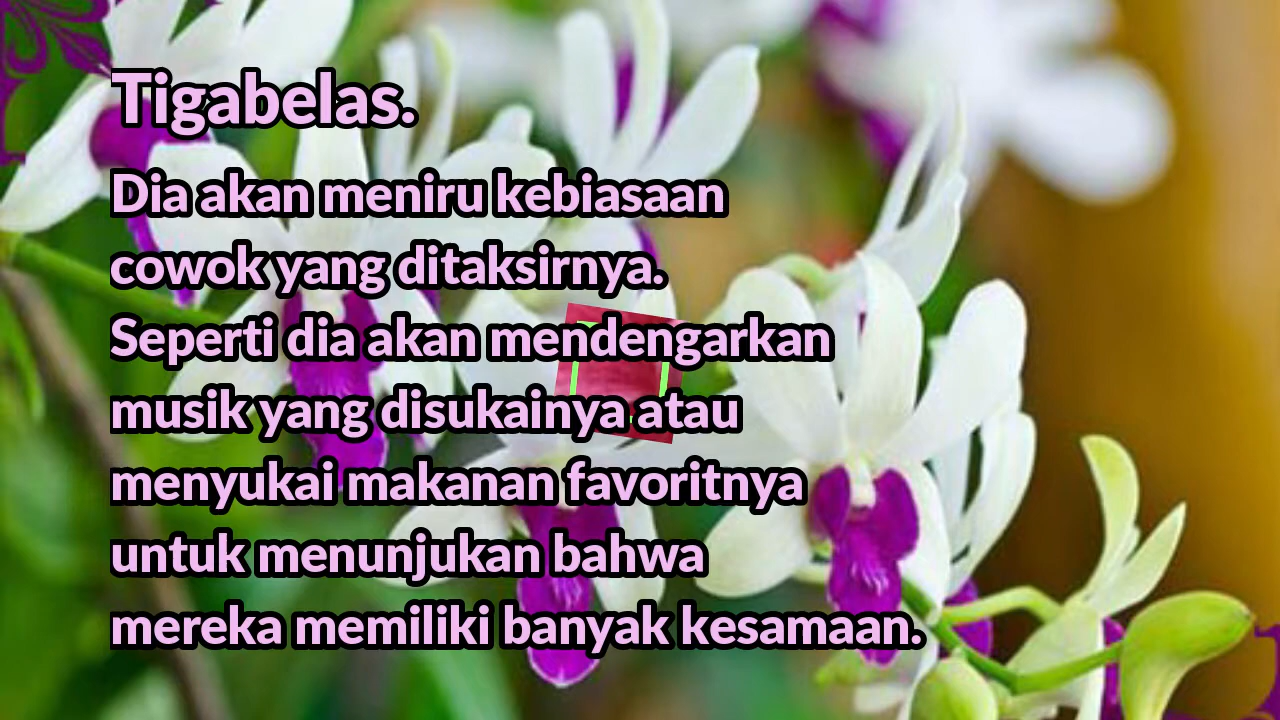 Tigabelas.
Dia akan meniru kebiasaan
cowok yang ditaksirnya.
Seperti dia akan mendengarkan
musik yang disukainya atau
menyukai makanan favoritnya
untuk menunjukan bahwa
mereka memiliki banyak kesamaan.